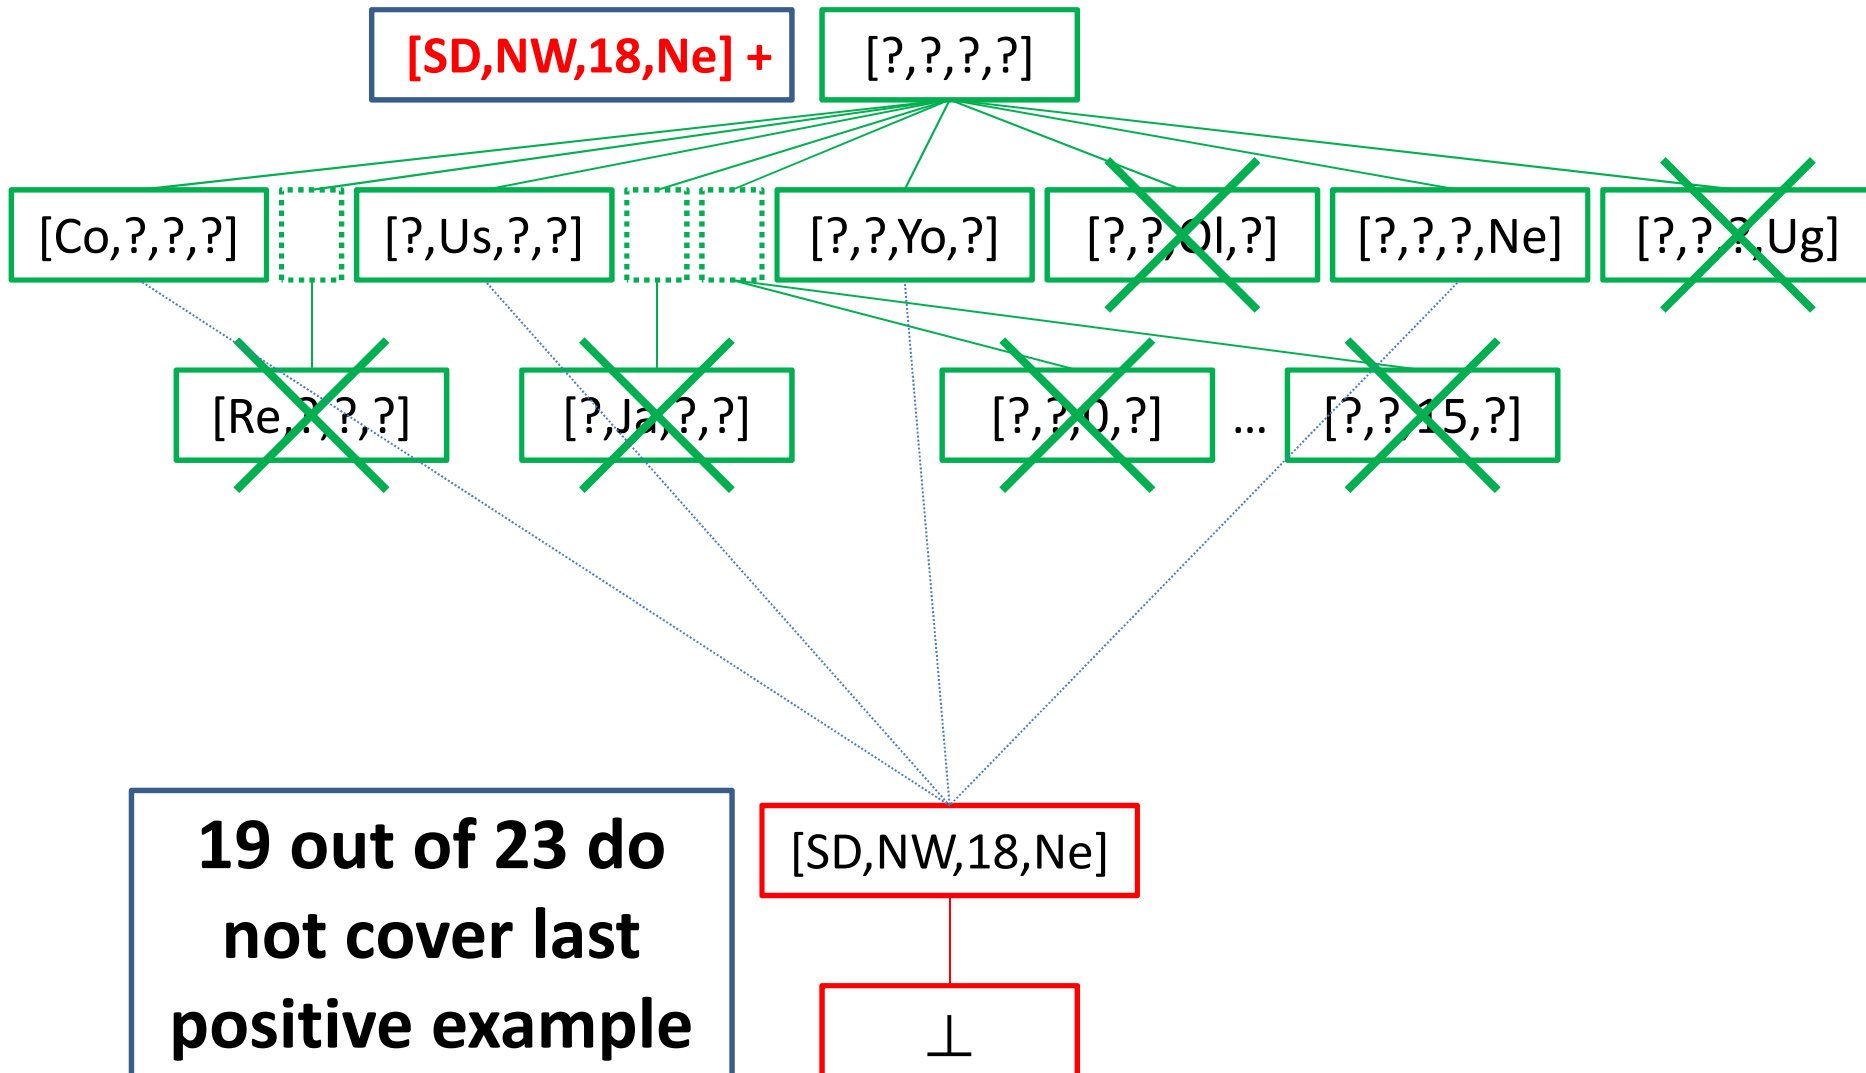 [SD,NW,18,Ne] +
[?,?,?,?]
[Co,?,?,?]
[?,Us,?,?]
[?,?,Yo,?]
[?,?,Ol,?]
[?,?,?,Ne]
[?,?,?,Ug]
[Re,?,?,?]
[?,Ja,?,?]
[?,?,0,?]
...
[?,?,15,?]
19 out of 23 do
not cover last
positive example
[SD,NW,18,Ne]
⊥